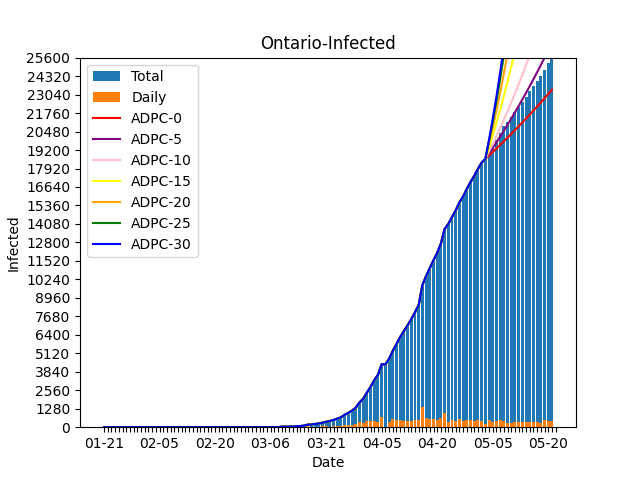 Ontario-Infected
25600
24320
23040
21760
20480
19200
17920
16640
15360
14080
12800
11520
10240
8960
7680
6400
5120
3840
2560
1280
0
Infected
Total
Daily
ADPC-0
ADPC-5
ADPC-10
ADPC-15
ADPC-20
ADPC-25
ADPC-30
01-21 02-05 02-20 03-06 03-21 04-05 04-20 05-05 05-20
Date